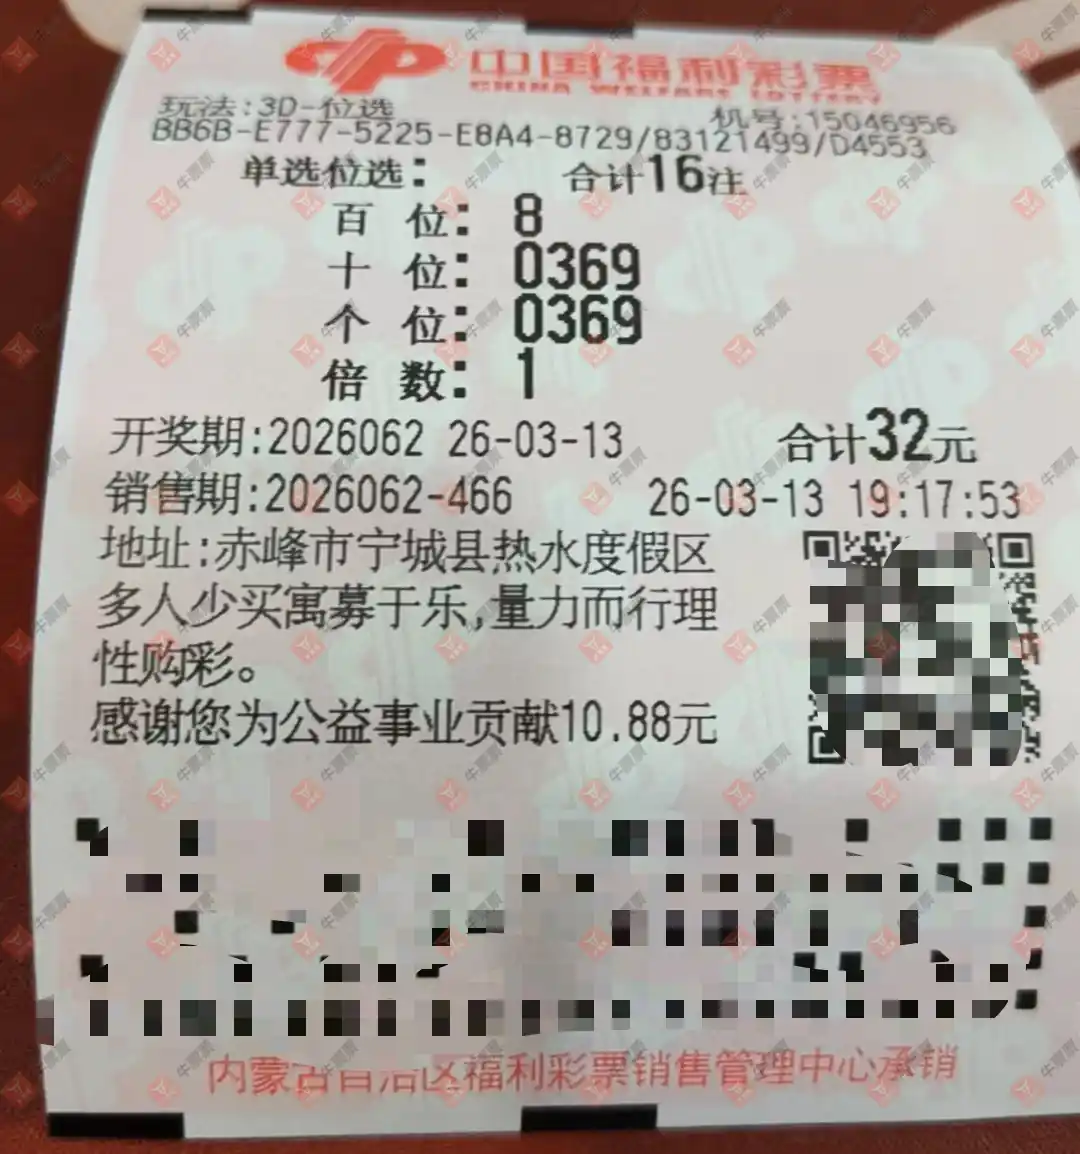 中国福利彩票
CHINA WELFARE LOTTERY
玩法:3D-位选
机号:15046956
BB6B-E777-5225-E8A4-8729/83121499/D4553
单选位选: 合计16注
百 位: 8
十 位: 0369
个 位: 0369
倍 数: 1
开奖期:2026062 26-03-13 合计32元
销售期:2026062-466 26-03-13 19:17:53
地址:赤峰市宁城县热水度假区
多人少买寓募于乐,量力而行理
性购彩。
感谢您为公益事业贡献10.88元
内蒙古自治区福利彩票销售管理中心承销
牛票票